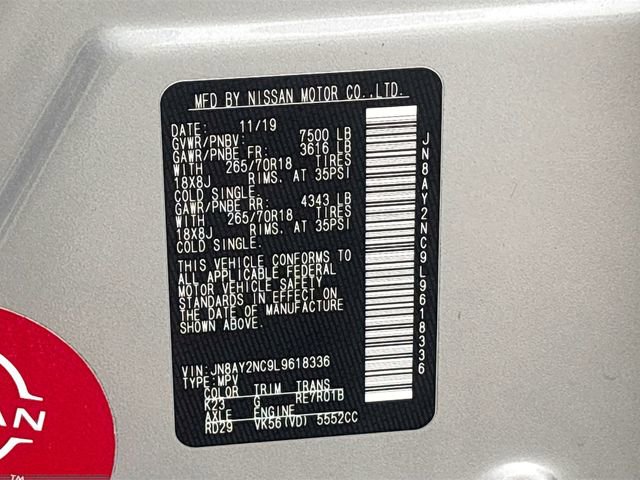 MFD BY NISSAN MOTOR CO.,LTD.
DATE: 11/19
GVWR/PNBV: 7500 LB
GAWR/PNBE FR: 3616 LB
WITH 265/70R18 TIRES
18X8J RIMS. AT 35PSI
COLD SINGLE.
GAWR/PNBE RR: 4343 LB
WITH 265/70R18 TIRES
18X8J RIMS. AT 35PSI
COLD SINGLE.
THIS VEHICLE CONFORMS TO
ALL APPLICABLE FEDERAL
MOTOR VEHICLE SAFETY
STANDARDS IN EFFECT ON
THE DATE OF MANUFACTURE
SHOWN ABOVE.
VIN: JN8AY2NC9L9618336
TYPE: MPV
COLOR TRIM TRANS
K23 G RE7R01B
AXLE ENGINE
RD29 VK56(VD) 5552CC
JN8AY2NC9L9618336
AN
TM